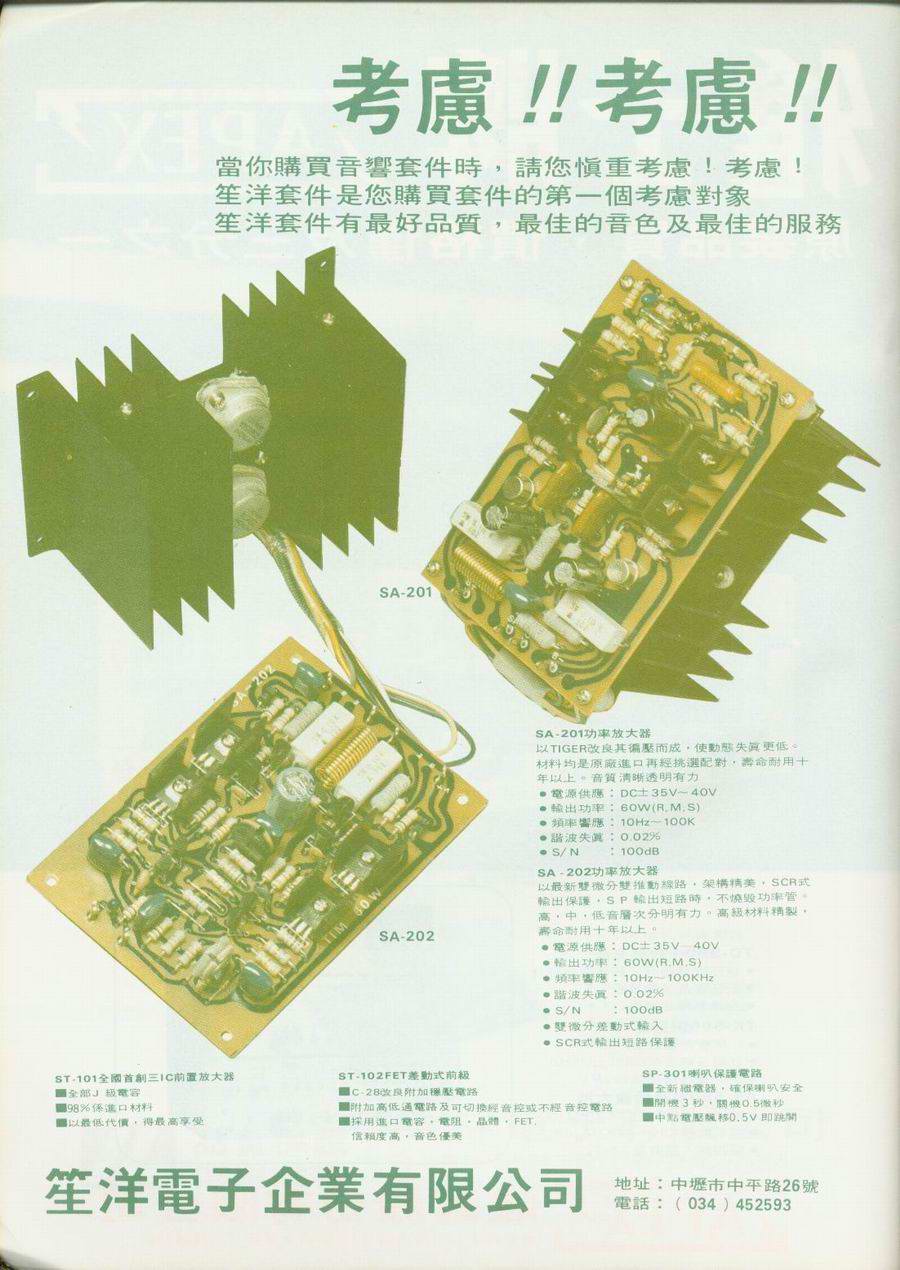 考慮!!考慮!!
當你購買音響套件時，請您慎重考慮！考慮！
笙洋套件是您購買套件的第一個考慮對象
笙洋套件有最好品質，最佳的音色及最佳的服務
SA-201
SA-202
A-202
60W
TTM
SA-201功率放大器
以TIGER改良其偏壓而成，使動態失眞更低。
材料均是原廠進口再經挑選配對，壽命耐用十
年以上。音質清晰透明有力
●電源供應：DC±35V～40V
●輸出功率：60W(R.M.S)
●頻率響應：10Hz～100K
●諧波失眞：0.02%
●S/N ：100dB
SA-202功率放大器
以最新雙微分雙推動線路，架構精美，SCR式
輸出保護，SP輸出短路時，不燒毀功率管。
高，中，低音層次分明有力。高級材料精製，
壽命耐用十年以上。
●電源供應：DC±35V～40V
●輸出功率：60W(R.M.S)
●頻率響應：10Hz～100KHz
●諧波失眞：0.02%
●S/N ：100dB
●雙微分差動式輸入
●SCR式輸出短路保護
ST-101全國首創三IC前置放大器
■全部J級電容
■98%係進口材料
■以最低代價，得最高享受
ST-102FET差動式前級
■C-28改良附加穩壓電路
■附加高低通電路及可切換經音控或不經音控電路
■採用進口電容，電阻，晶體，FET.
信賴度高，音色優美
SP-301喇叭保護電路
■全新繼電器，確保喇叭安全
■開機3秒，關機0.5微秒
■中點電壓飄移0.5V即跳開
笙洋電子企業有限公司
地址：中壢市中平路26號
電話：(034)452593